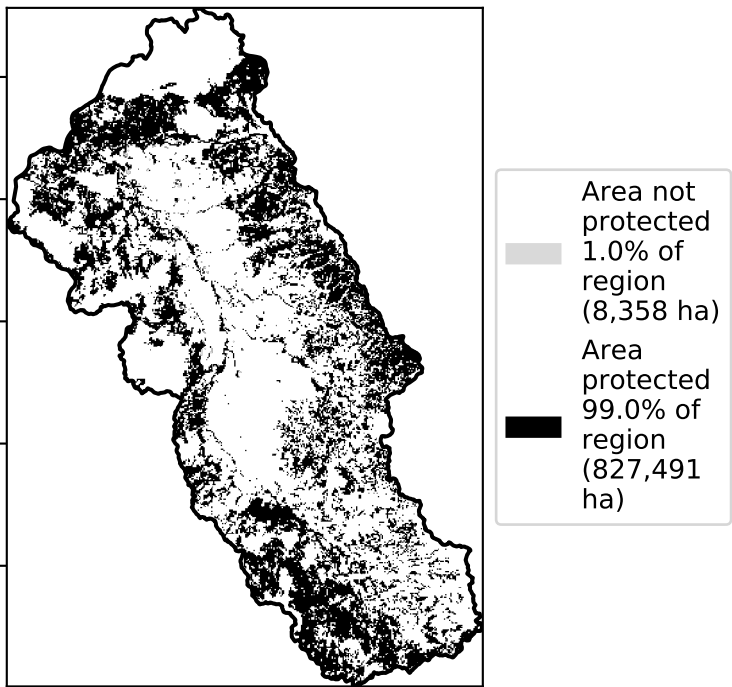 Area not
protected
1.0% of
region
(8,358 ha)
Area
protected
99.0% of
region
(827,491
ha)